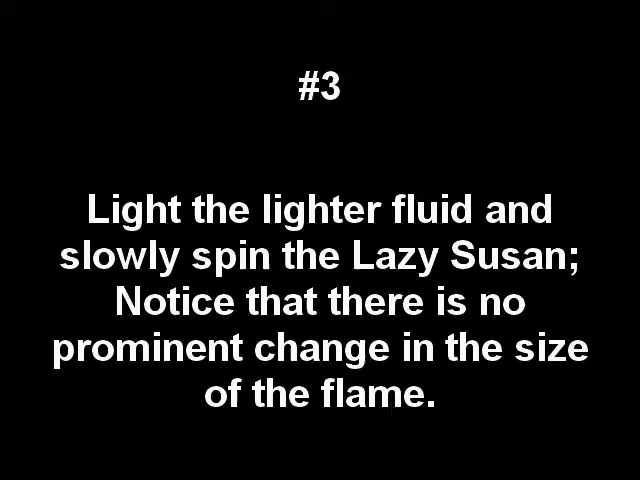 #3
Light the lighter fluid and
slowly spin the Lazy Susan;
Notice that there is no
prominent change in the size
of the flame.